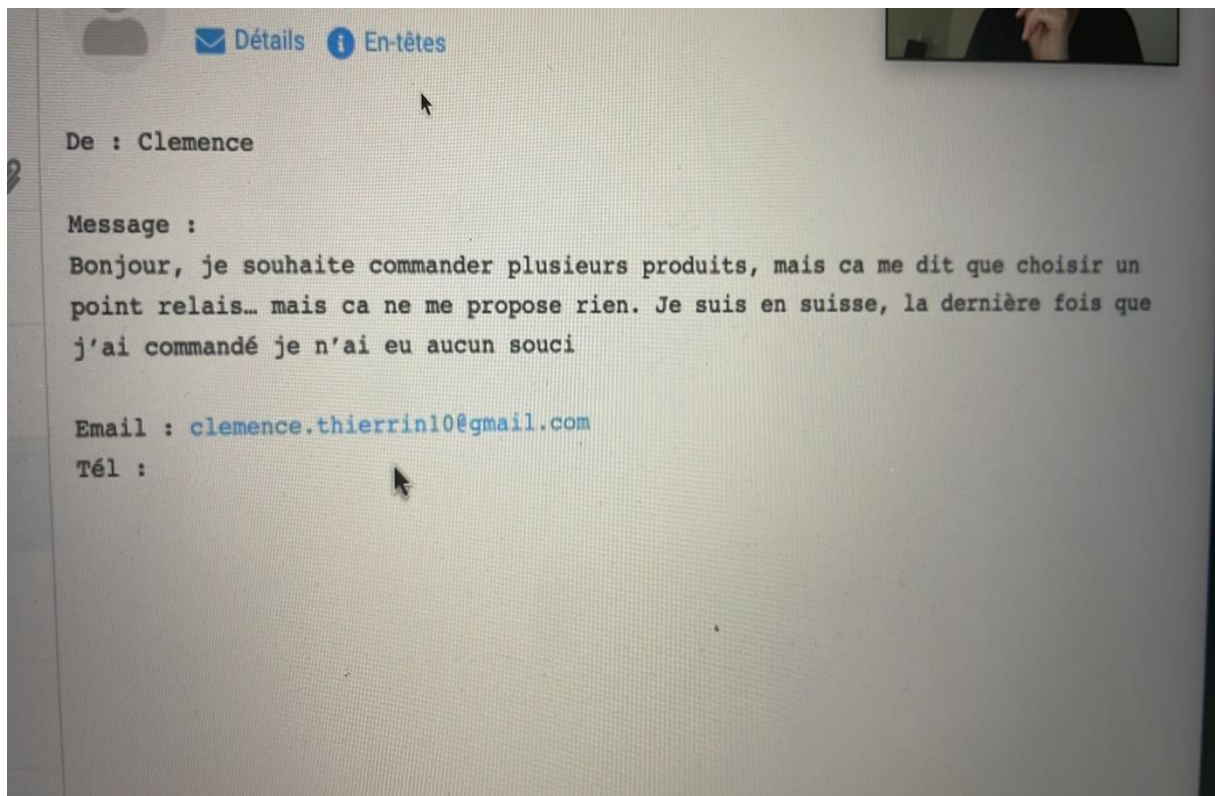 Détails En-têtes
De : Clemence
Message :
Bonjour, je souhaite commander plusieurs produits, mais ca me dit que choisir un
point relais… mais ca ne me propose rien. Je suis en suisse, la dernière fois que
j'ai commandé je n'ai eu aucun souci
Email : clemence.thierrin10@gmail.com
Tél :